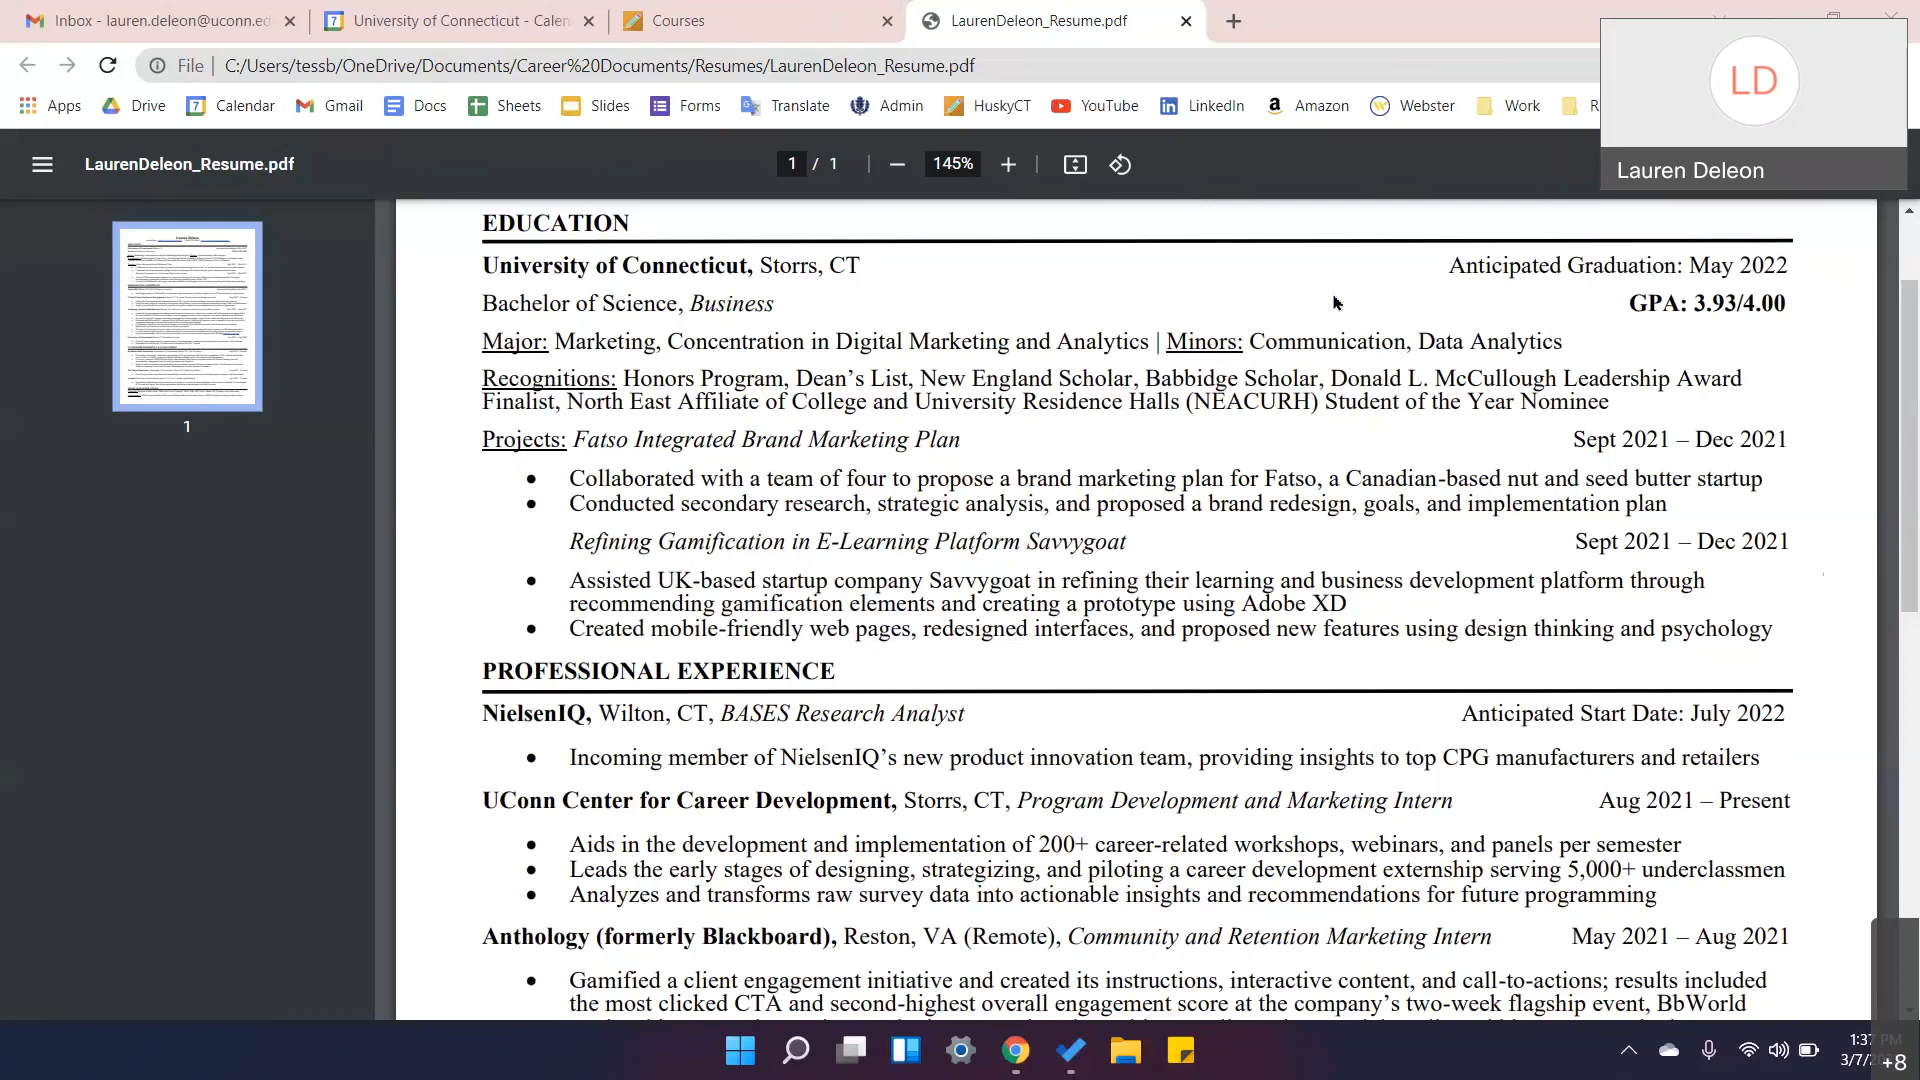 Inbox - lauren.deleon@uconn.ed
University of Connecticut - Calen
Courses
LaurenDeleon_Resume.pdf
File | C:/Users/tessb/OneDrive/Documents/Career%20Documents/Resumes/LaurenDeleon_Resume.pdf
Apps Drive Calendar Gmail Docs Sheets Slides Forms Translate Admin HuskyCT YouTube LinkedIn Amazon Webster Work R
LD
Lauren Deleon
LaurenDeleon_Resume.pdf
1 / 1 145%
1
EDUCATION
University of Connecticut, Storrs, CT Anticipated Graduation: May 2022
Bachelor of Science, Business GPA: 3.93/4.00
Major: Marketing, Concentration in Digital Marketing and Analytics | Minors: Communication, Data Analytics
Recognitions: Honors Program, Dean’s List, New England Scholar, Babbidge Scholar, Donald L. McCullough Leadership Award
Finalist, North East Affiliate of College and University Residence Halls (NEACURH) Student of the Year Nominee
Projects: Fatso Integrated Brand Marketing Plan Sept 2021 – Dec 2021
• Collaborated with a team of four to propose a brand marketing plan for Fatso, a Canadian-based nut and seed butter startup
• Conducted secondary research, strategic analysis, and proposed a brand redesign, goals, and implementation plan
Refining Gamification in E-Learning Platform Savvygoat Sept 2021 – Dec 2021
• Assisted UK-based startup company Savvygoat in refining their learning and business development platform through
recommending gamification elements and creating a prototype using Adobe XD
• Created mobile-friendly web pages, redesigned interfaces, and proposed new features using design thinking and psychology
PROFESSIONAL EXPERIENCE
NielsenIQ, Wilton, CT, BASES Research Analyst Anticipated Start Date: July 2022
• Incoming member of NielsenIQ’s new product innovation team, providing insights to top CPG manufacturers and retailers
UConn Center for Career Development, Storrs, CT, Program Development and Marketing Intern Aug 2021 – Present
• Aids in the development and implementation of 200+ career-related workshops, webinars, and panels per semester
• Leads the early stages of designing, strategizing, and piloting a career development externship serving 5,000+ underclassmen
• Analyzes and transforms raw survey data into actionable insights and recommendations for future programming
Anthology (formerly Blackboard), Reston, VA (Remote), Community and Retention Marketing Intern May 2021 – Aug 2021
• Gamified a client engagement initiative and created its instructions, interactive content, and call-to-actions; results included
the most clicked CTA and second-highest overall engagement score at the company’s two-week flagship event, BbWorld
1:37 PM
3/7/2
+8